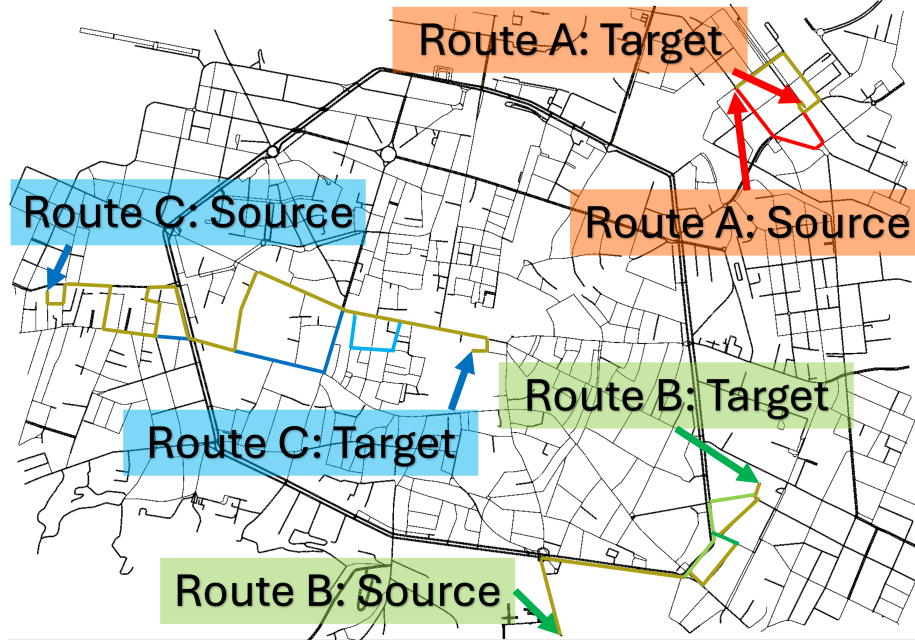 Route A: Target
Route C: Source
Route A: Source
Route B: Target
Route C: Target
Route B: Source